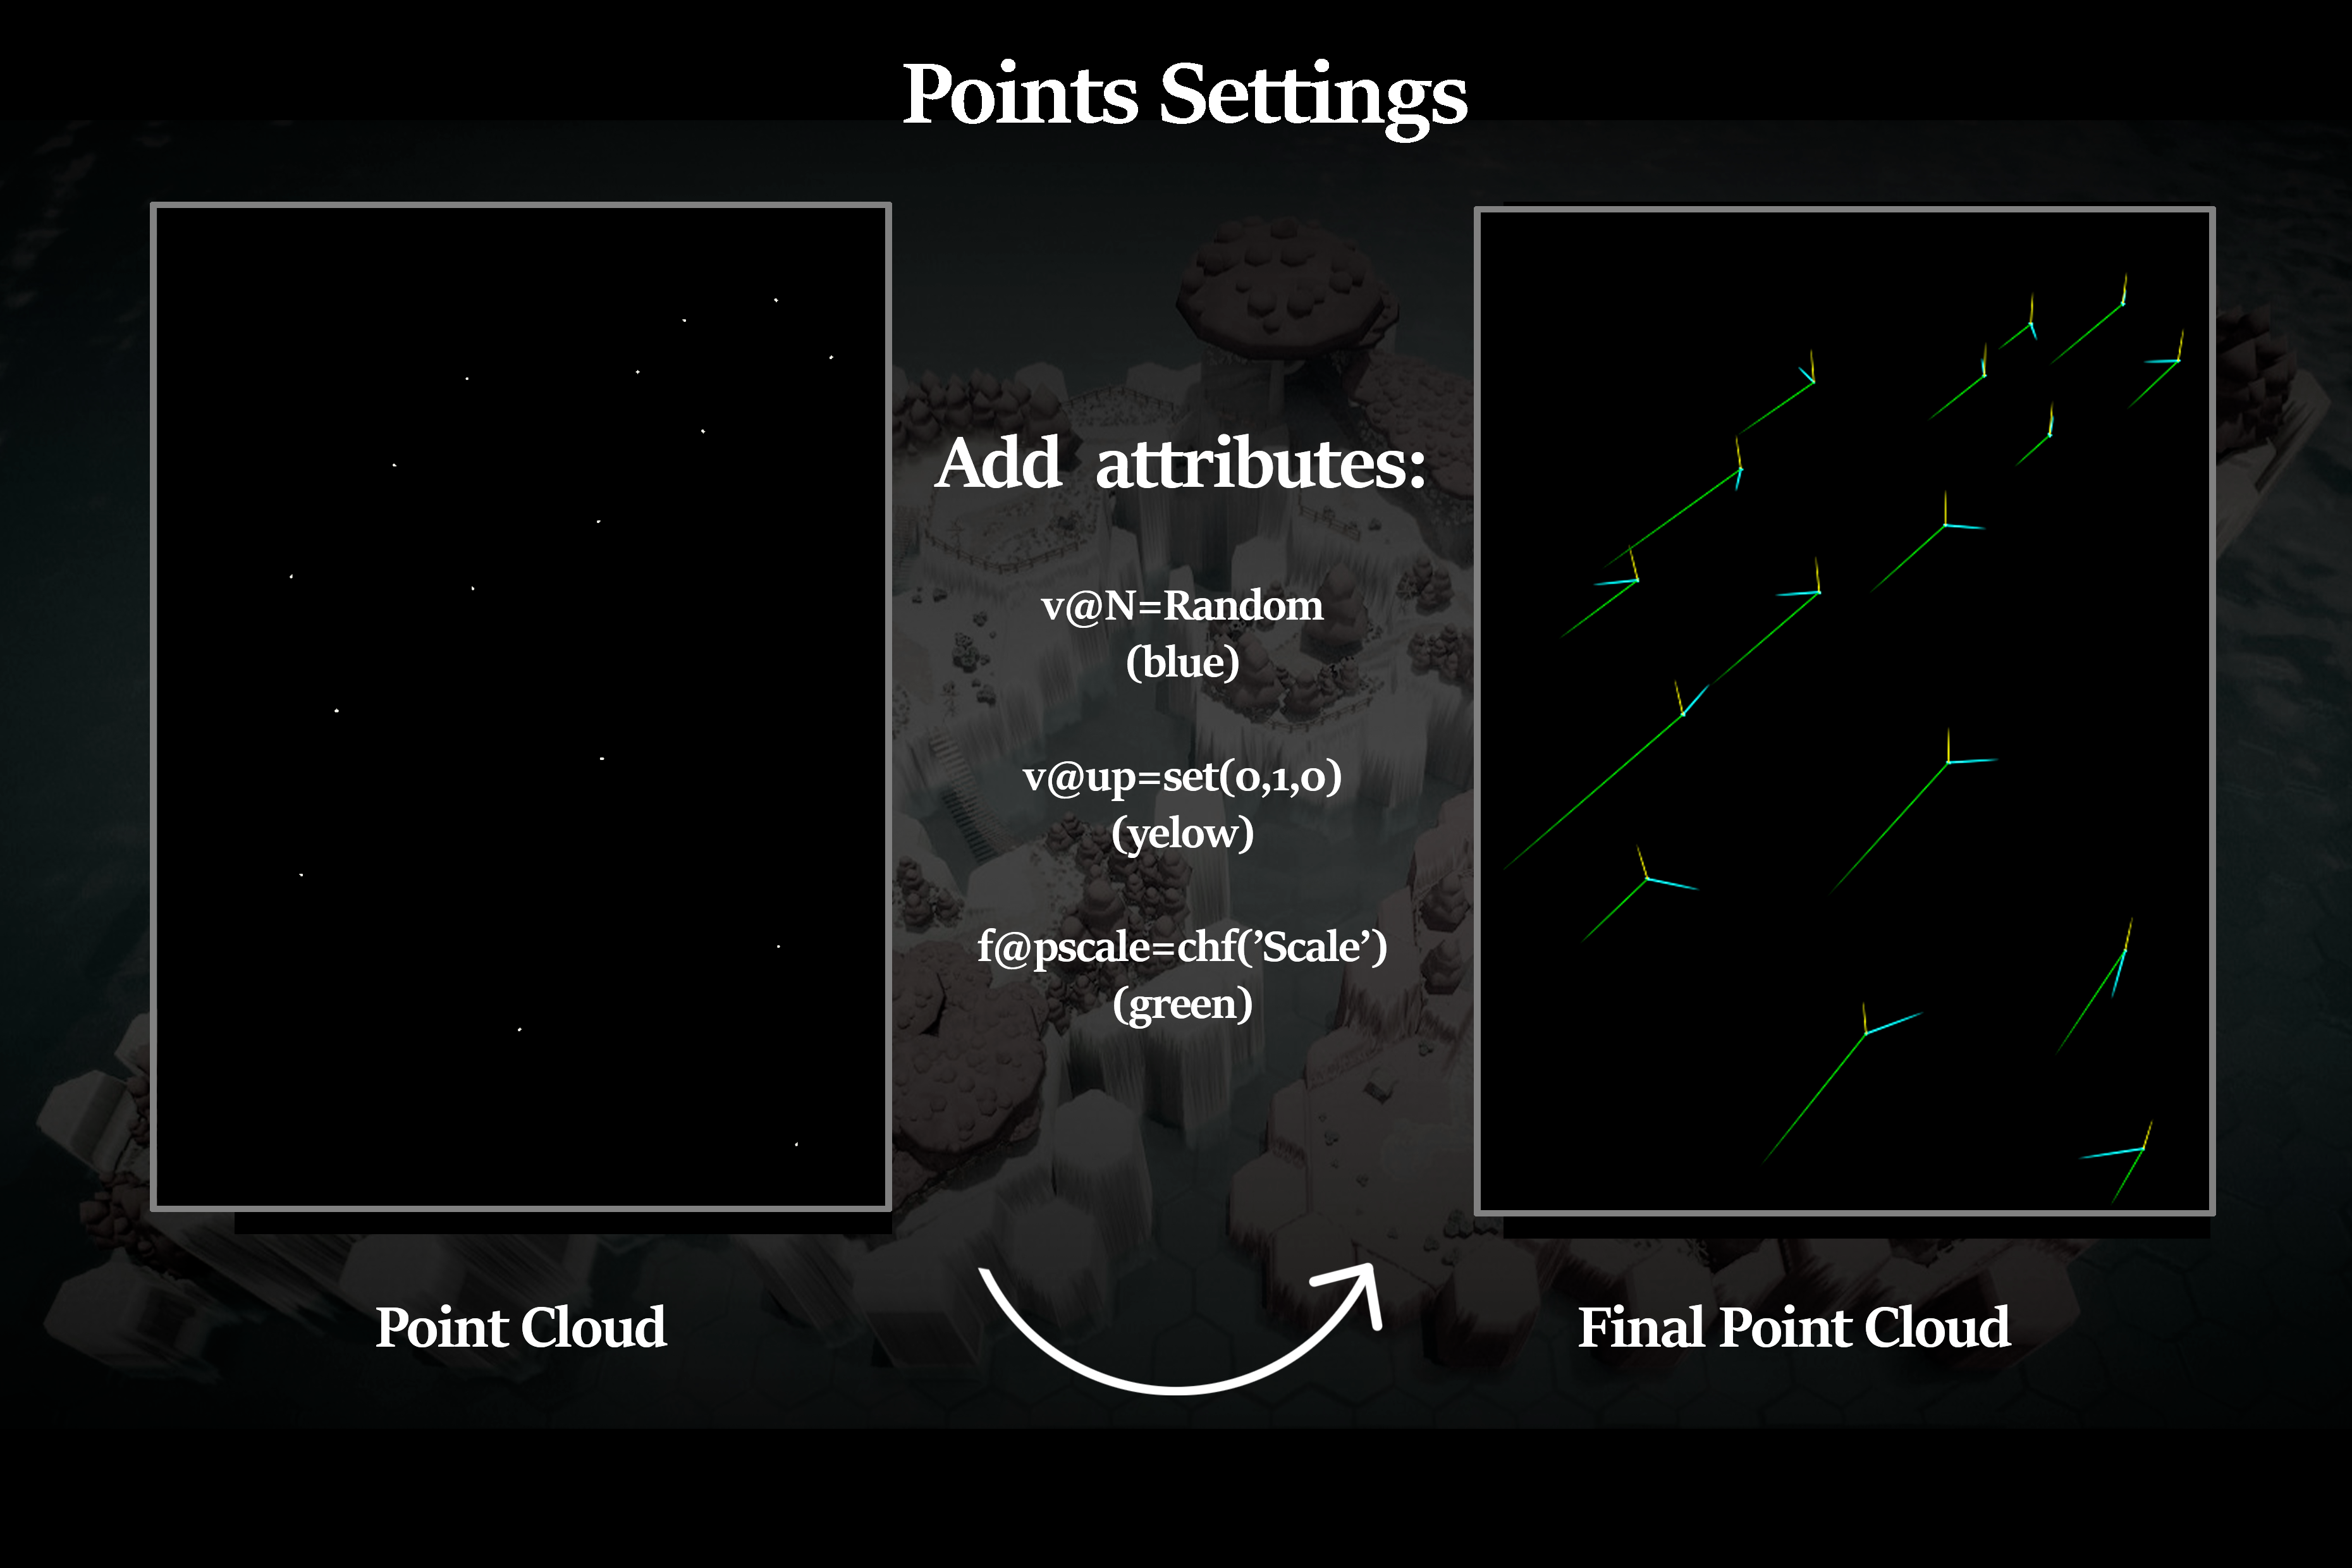 Points Settings
Add attributes:
v@N=Random
(blue)
v@up=set(0,1,0)
(yelow)
f@pscale=chf(’Scale’)
(green)
Point Cloud
Final Point Cloud